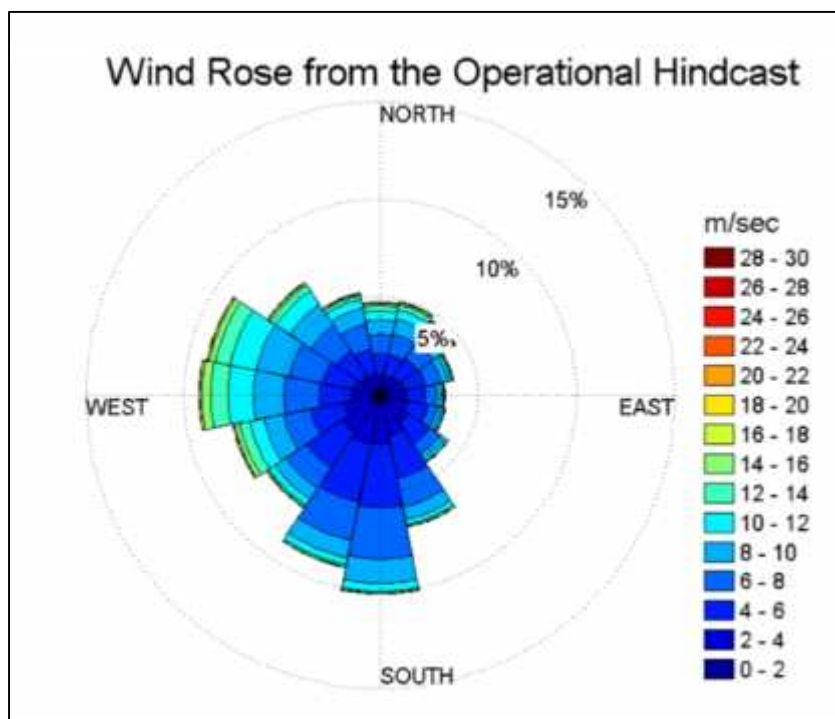 Wind Rose from the Operational Hindcast
NORTH
15%
10%
5%
WEST
EAST
SOUTH
m/sec
28 - 30
26 - 28
24 - 26
22 - 24
20 - 22
18 - 20
16 - 18
14 - 16
12 - 14
10 - 12
8 - 10
6 - 8
4 - 6
2 - 4
0 - 2